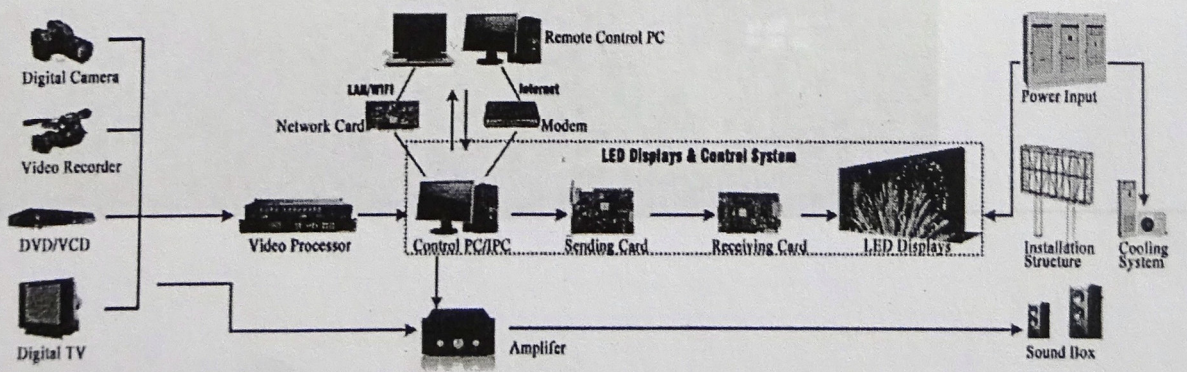 Digital Camera
Video Recorder
DVD/VCD
Digital TV
Remote Control PC
LAN/WIFI
Internet
Network Card
Modem
LED Displays & Control System
Video Processor
Control PC/IPC
Sending Card
Receiving Card
LED Displays
Amplifer
Power Input
Installation
Structure
Cooling
System
Sound Box